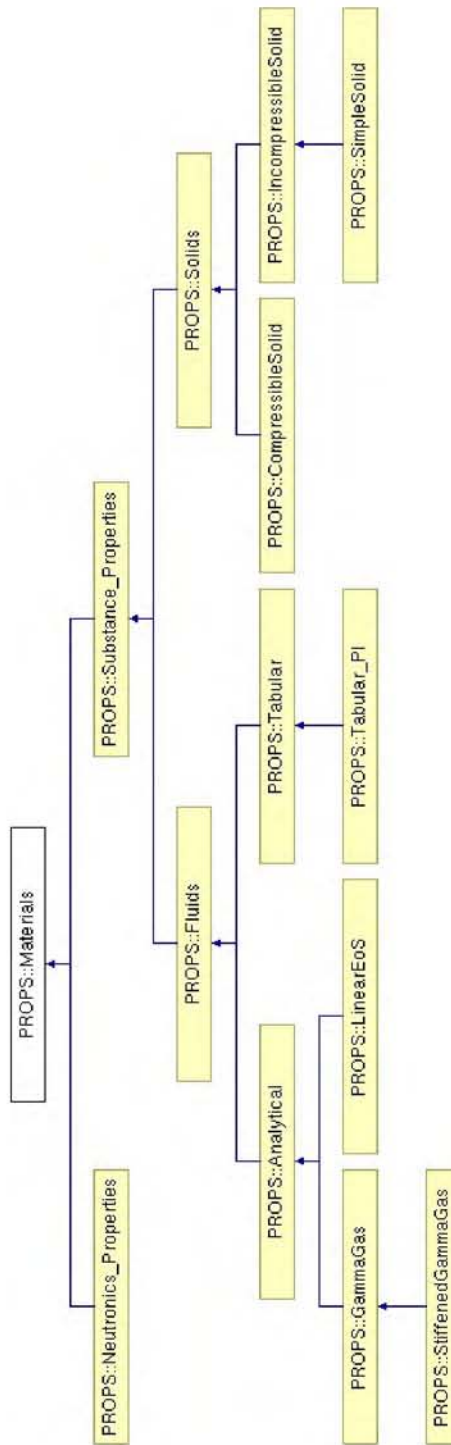 PROPS::Materials
PROPS::Neutronics_Properties
PROPS::Substance_Properties
PROPS::Fluids
PROPS::Solids
PROPS::Analytical
PROPS::Tabular
PROPS::CompressibleSolid
PROPS::IncompressibleSolid
PROPS::GammaGas
PROPS::LinearEoS
PROPS::Tabular_PI
PROPS::SimpleSolid
PROPS::StiffenedGammaGas